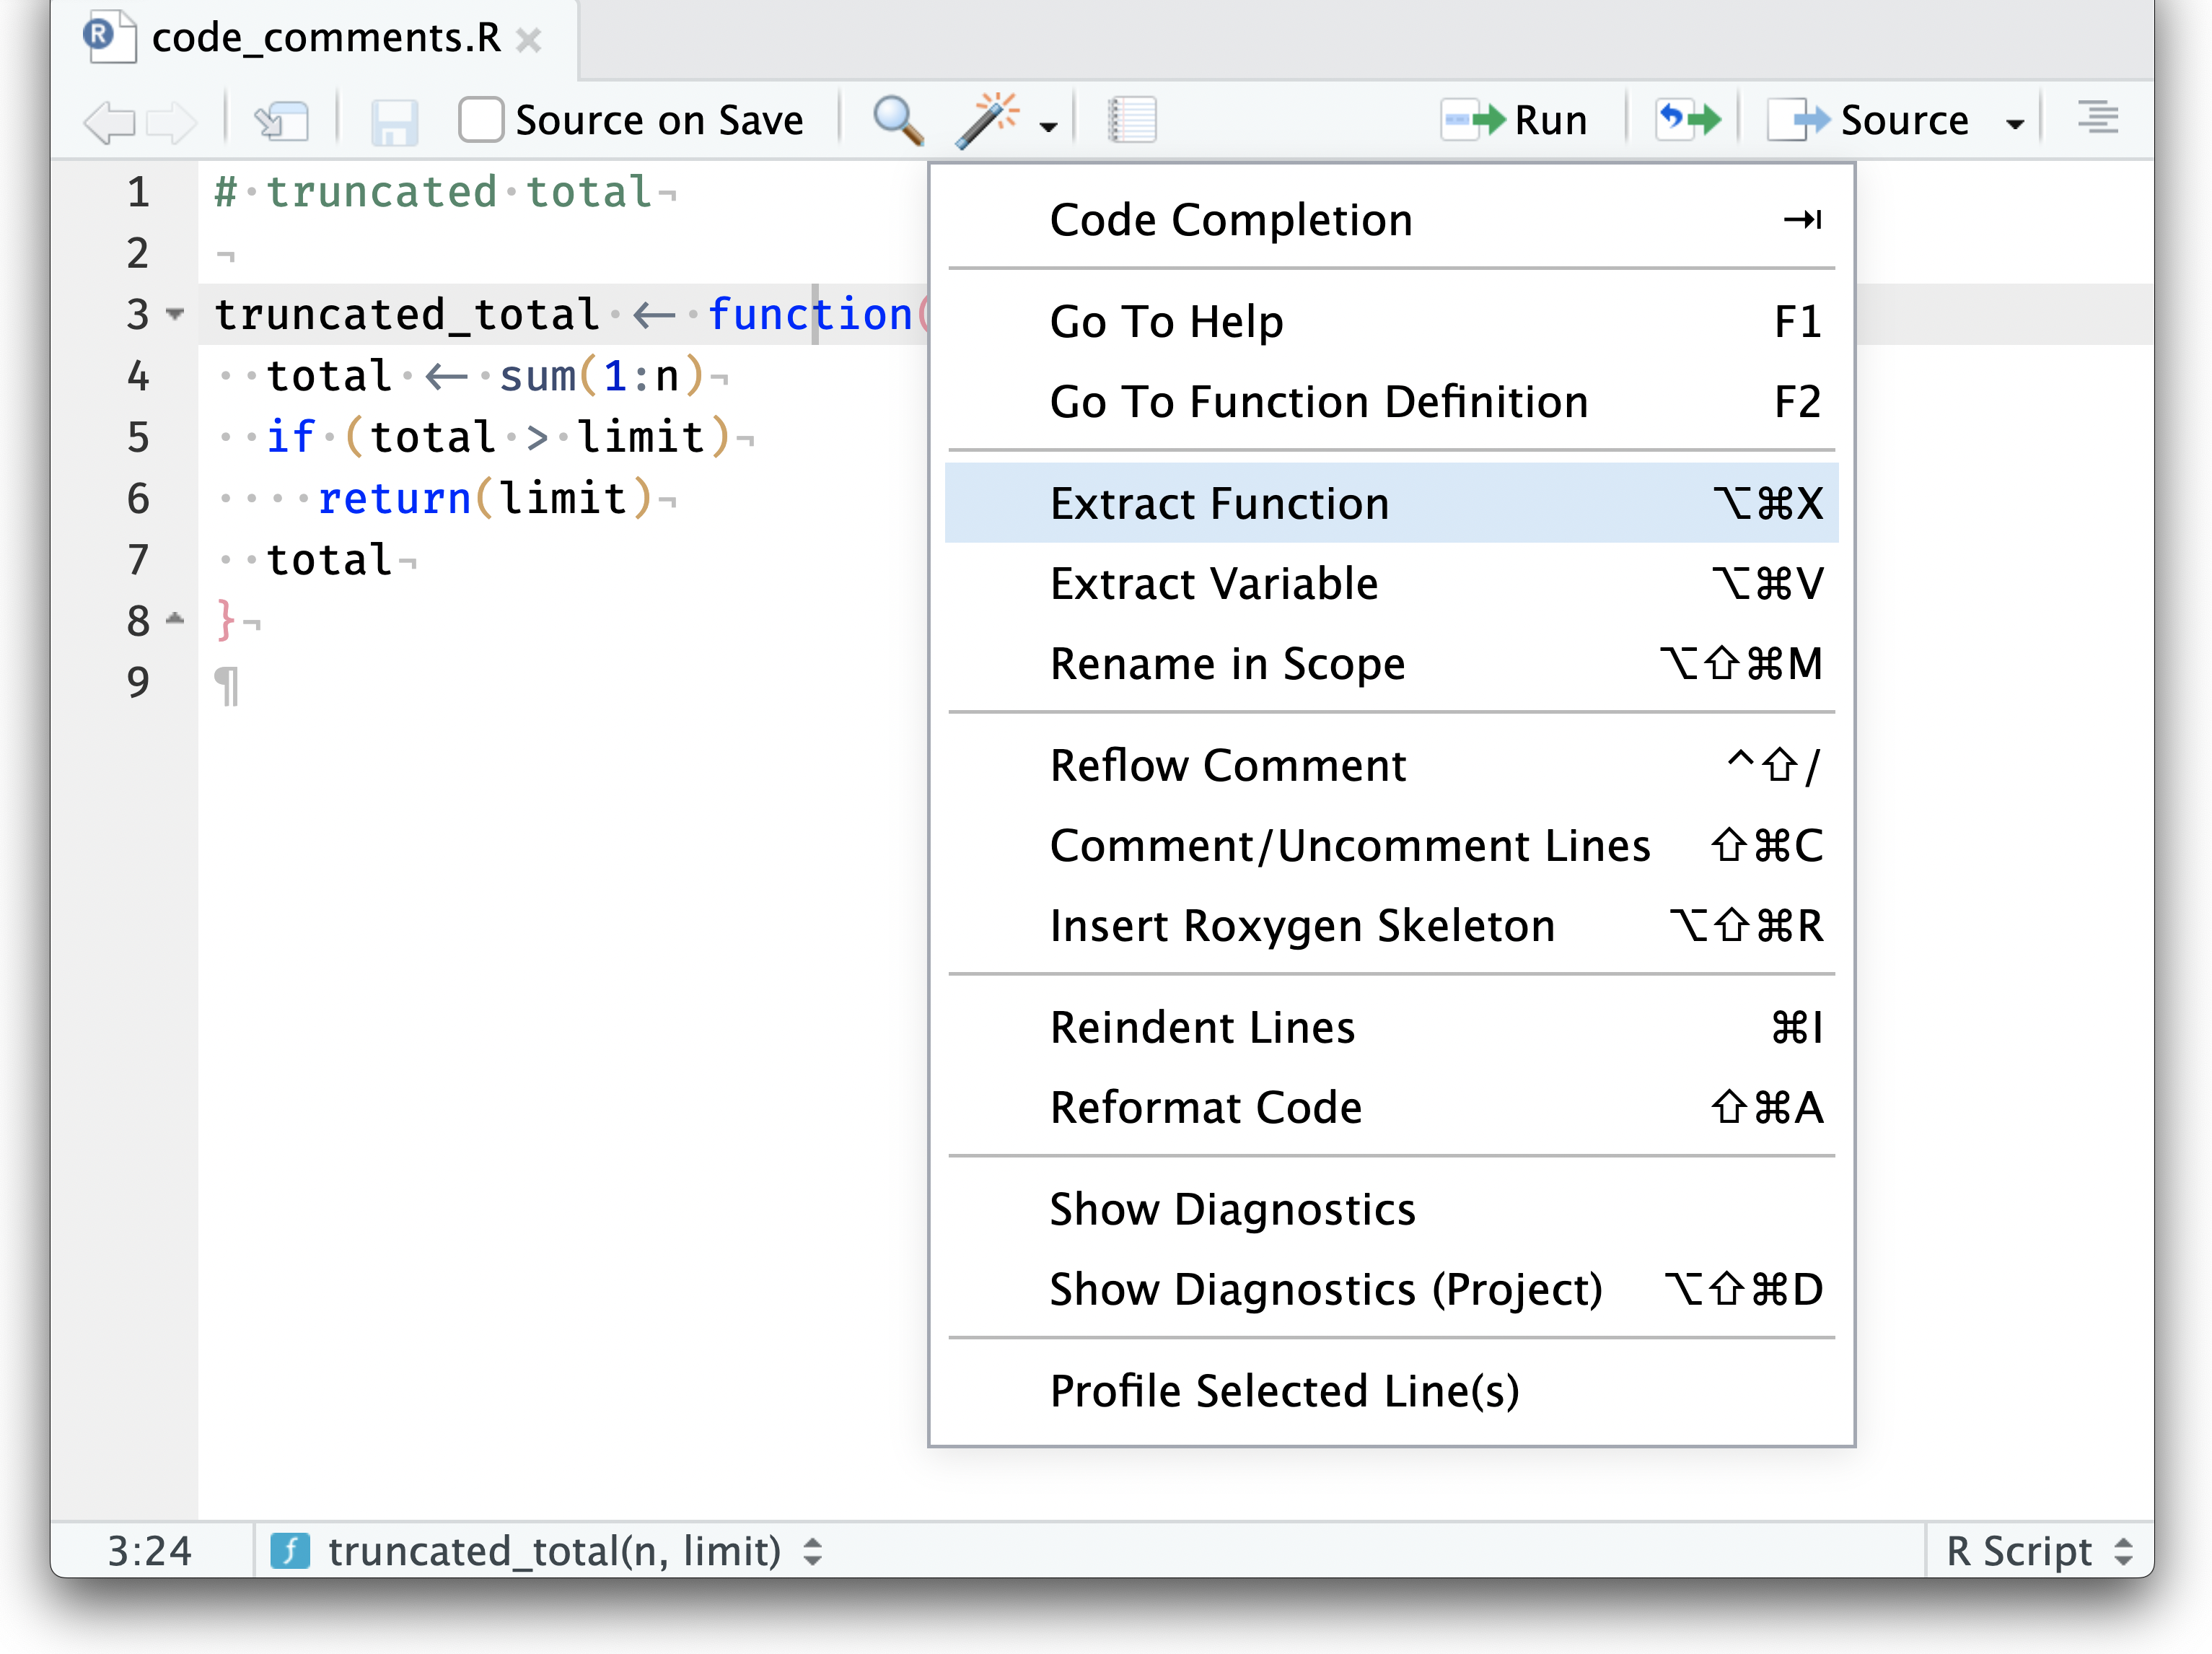 code_comments.R
Source on Save
Run
Source
1 # truncated total
2
3 truncated_total <- function(
4 total <- sum(1:n)
5 if (total > limit)
6 return(limit)
7 total
8 }
9
Code Completion ⇥
Go To Help F1
Go To Function Definition F2
Extract Function ⌥⌘X
Extract Variable ⌥⌘V
Rename in Scope ⌥⇧⌘M
Reflow Comment ^⇧/
Comment/Uncomment Lines ⇧⌘C
Insert Roxygen Skeleton ⌥⇧⌘R
Reindent Lines ⌘I
Reformat Code ⇧⌘A
Show Diagnostics
Show Diagnostics (Project) ⌥⇧⌘D
Profile Selected Line(s)
3:24 truncated_total(n, limit) R Script